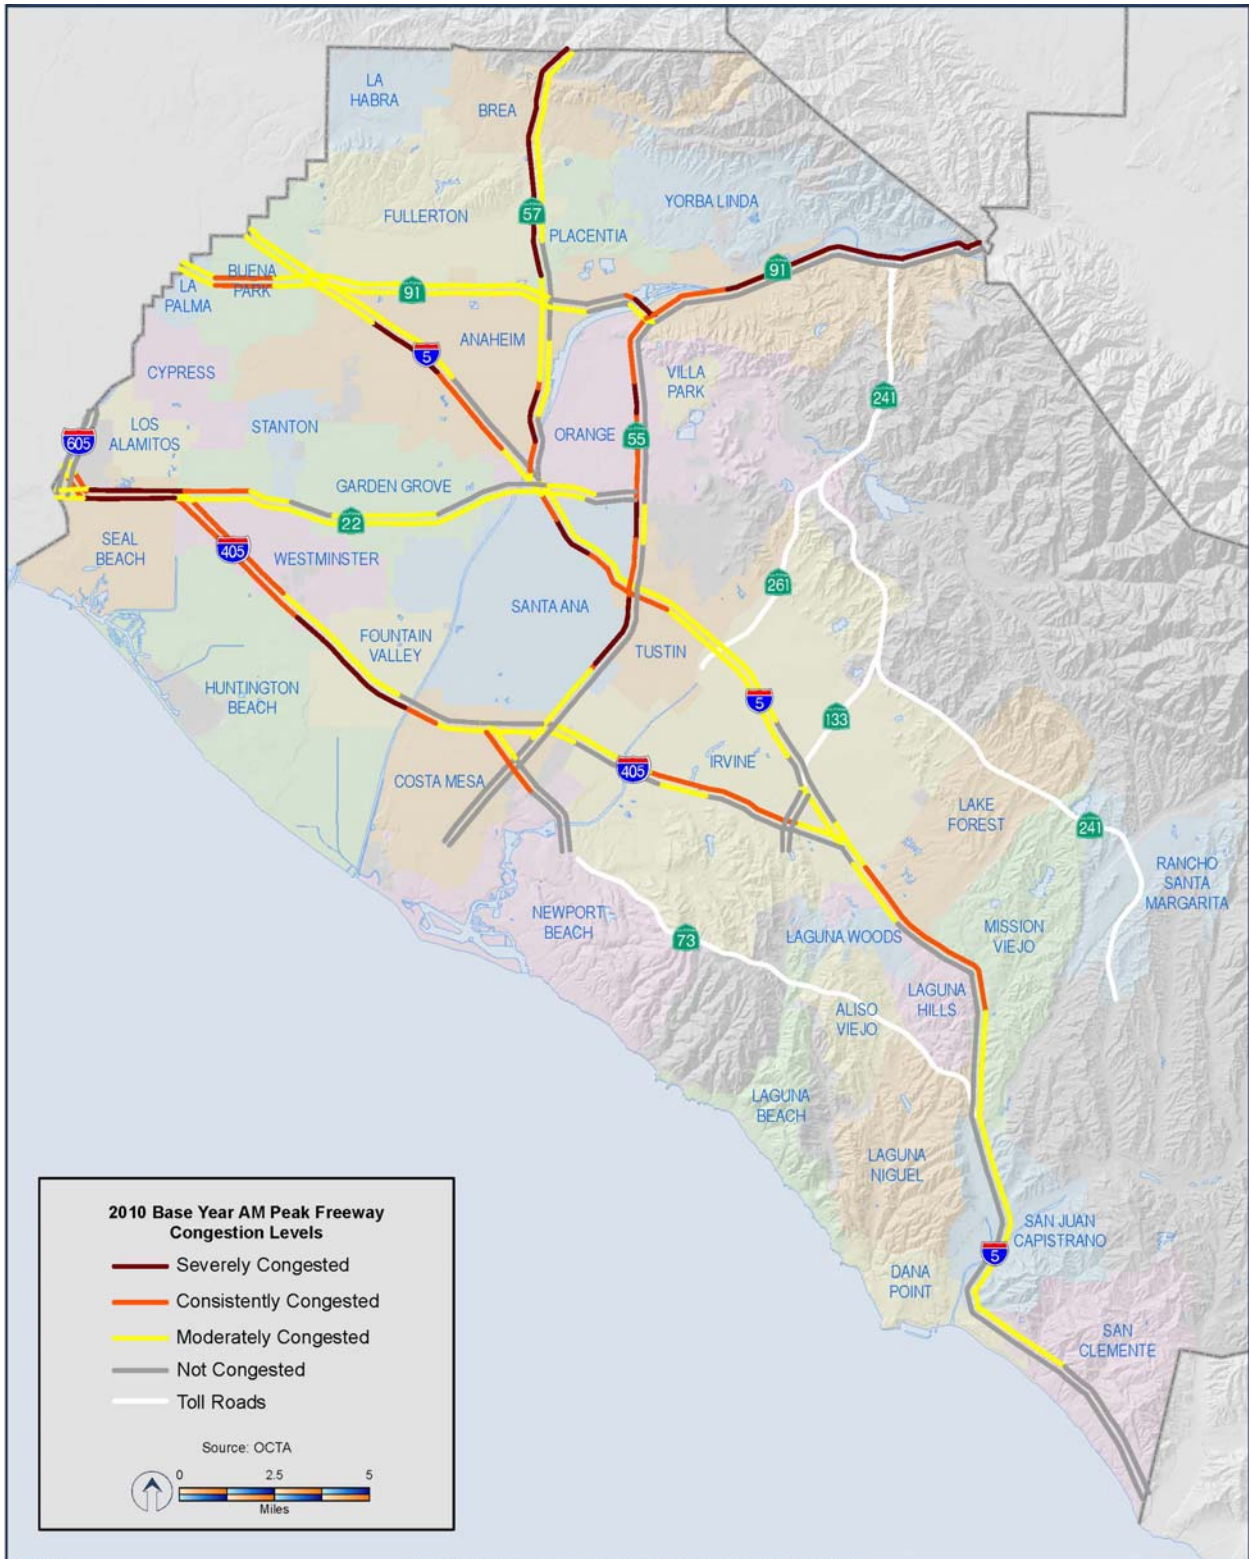 LA
HABRA
BREA
YORBA LINDA
FULLERTON
57
PLACENTIA
BUENA
PARK
91
LA
PALMA
91
ANAHEIM
5
CYPRESS
VILLA
PARK
241
LOS
ALAMITOS
STANTON
ORANGE
55
605
GARDEN GROVE
22
SEAL
BEACH
405
WESTMINSTER
261
SANTA ANA
FOUNTAIN
VALLEY
TUSTIN
HUNTINGTON
BEACH
5
133
IRVINE
405
COSTA MESA
LAKE
FOREST
241
RANCHO
SANTA
MARGARITA
NEWPORT
BEACH
73
LAGUNA WOODS
MISSION
VIEJO
LAGUNA
HILLS
ALISO
VIEJO
LAGUNA
BEACH
LAGUNA
NIGUEL
SAN JUAN
CAPISTRANO
5
DANA
POINT
SAN
CLEMENTE
2010 Base Year AM Peak Freeway
Congestion Levels
Severely Congested
Consistently Congested
Moderately Congested
Not Congested
Toll Roads
Source: OCTA
0 2.5 5
Miles